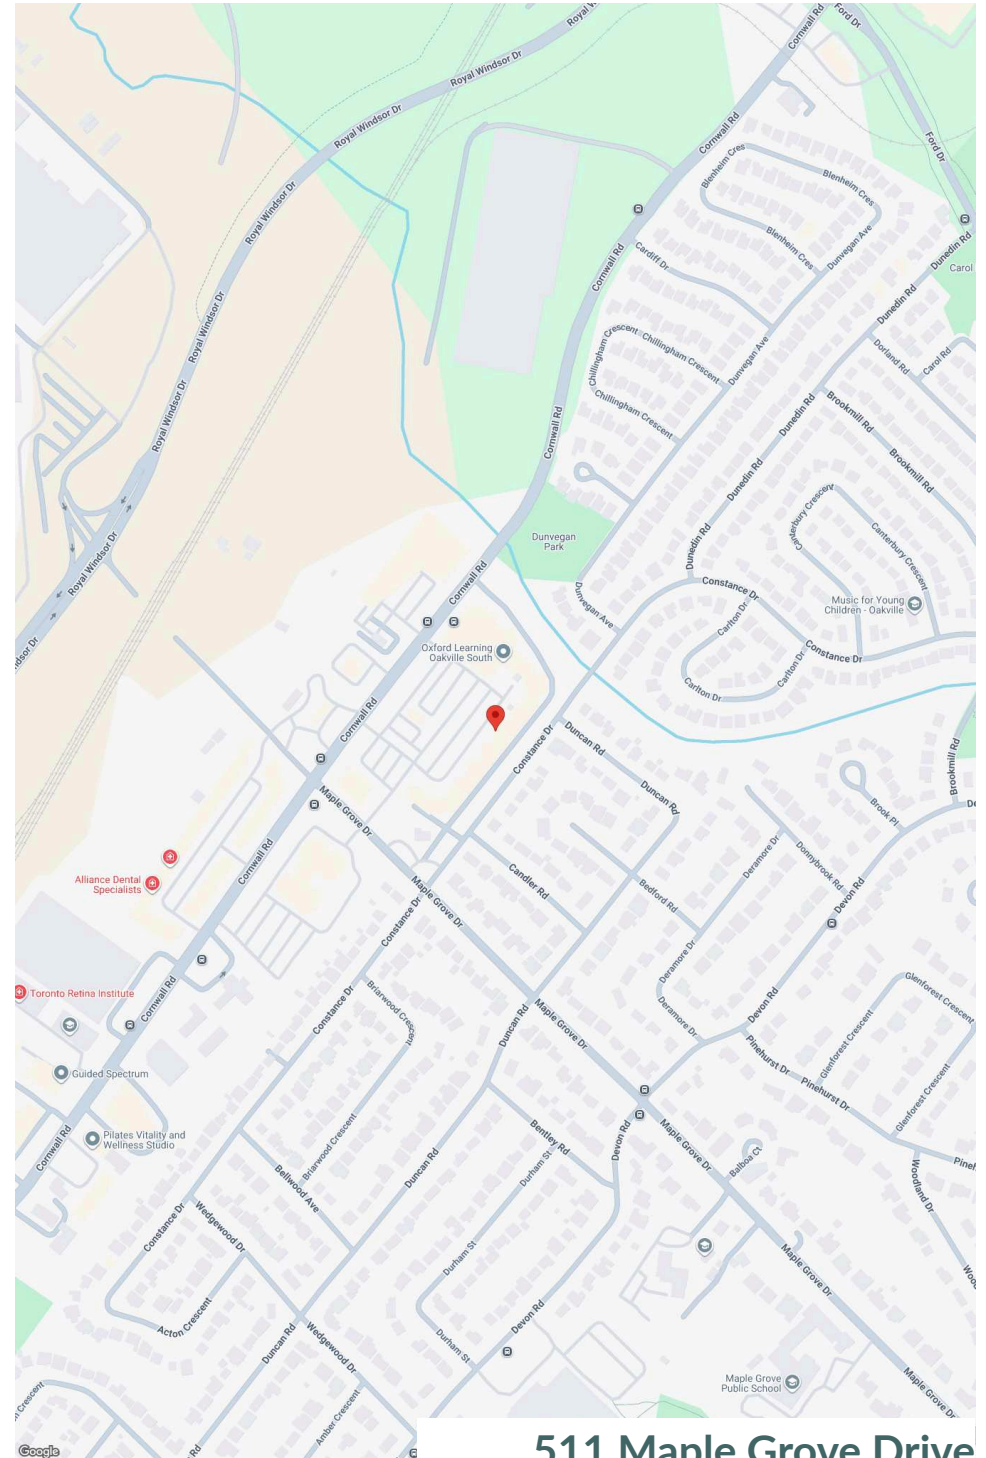 Royal Windsor Dr
Cornwall Rd
Ford Dr
Royal Windsor Dr
Royal Windsor Dr
Cornwall Rd
Ford Dr
Blenheim Cres
Blenheim Cres
Blenheim Cres
Dunvegan Ave
Dunedin Rd
Carol
Royal Windsor Dr
Cornwall Rd
Cardiff Dr
Dunedin Rd
Royal Windsor Dr
Chillingham Crescent
Chillingham Crescent
Chillingham Crescent
Dunvegan Ave
Dorland Rd
Carol Rd
Royal Windsor Dr
Cornwall Rd
Dunedin Rd
Brookmill Rd
Brookmill Rd
Dunedin Rd
Canterbury Crescent
Canterbury Crescent
Dunvegan
Park
Dunedin Rd
Royal Windsor Dr
Cornwall Rd
Dunvegan Ave
Constance Dr
Music for Young
Children - Oakville
Carlton Dr
Constance Dr
Carlton Dr
Carlton Dr
Oxford Learning
Oakville South
Cornwall Rd
Constance Dr
Duncan Rd
Duncan Rd
Brookmill Rd
Brook Pl
Maple Grove Dr
Cornwall Rd
Alliance Dental
Specialists
Maple Grove Dr
Constance Dr
Candler Rd
Bedford Rd
Deramore Dr
Donnybrook Rd
Devon Rd
Deramore Dr
Deramore Dr
Devon Rd
Glenforest Crescent
Glenforest Crescent
Glenforest Crescent
Toronto Retina Institute
Cornwall Rd
Constance Dr
Briarwood Crescent
Duncan Rd
Maple Grove Dr
Pinehurst Dr
Pinehurst Dr
Guided Spectrum
Pilates Vitality and
Wellness Studio
Cornwall Rd
Briarwood Crescent
Bellwood Ave
Duncan Rd
Bentley Rd
Durham St
Devon Rd
Maple Grove Dr
Balboa Ct
Woodland Dr
Constance Dr
Wedgewood Dr
Durham St
Maple Grove Dr
Acton Crescent
Duncan Rd
Wedgewood Dr
Durham St
Devon Rd
Amber Crescent
Maple Grove
Public School
Maple Grove Dr
Crescent
Rd
Google
511 Maple Grove Drive